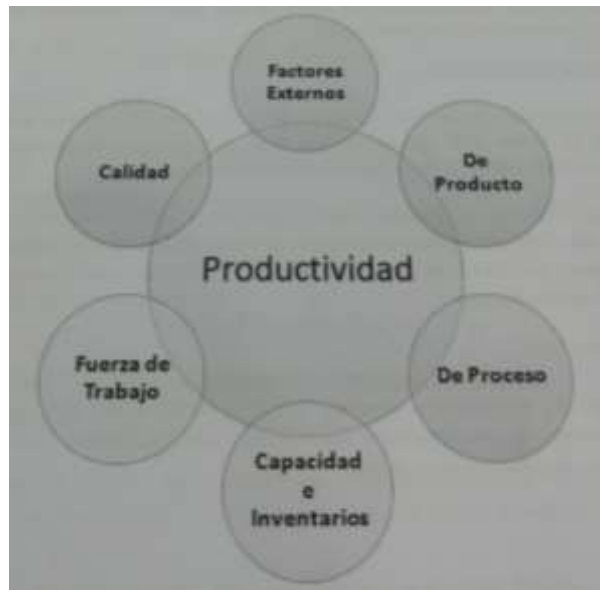 Factores
Externos
De
Producto
Calidad
Productividad
Fuerza de
Trabajo
De Proceso
Capacidad
e
Inventarios